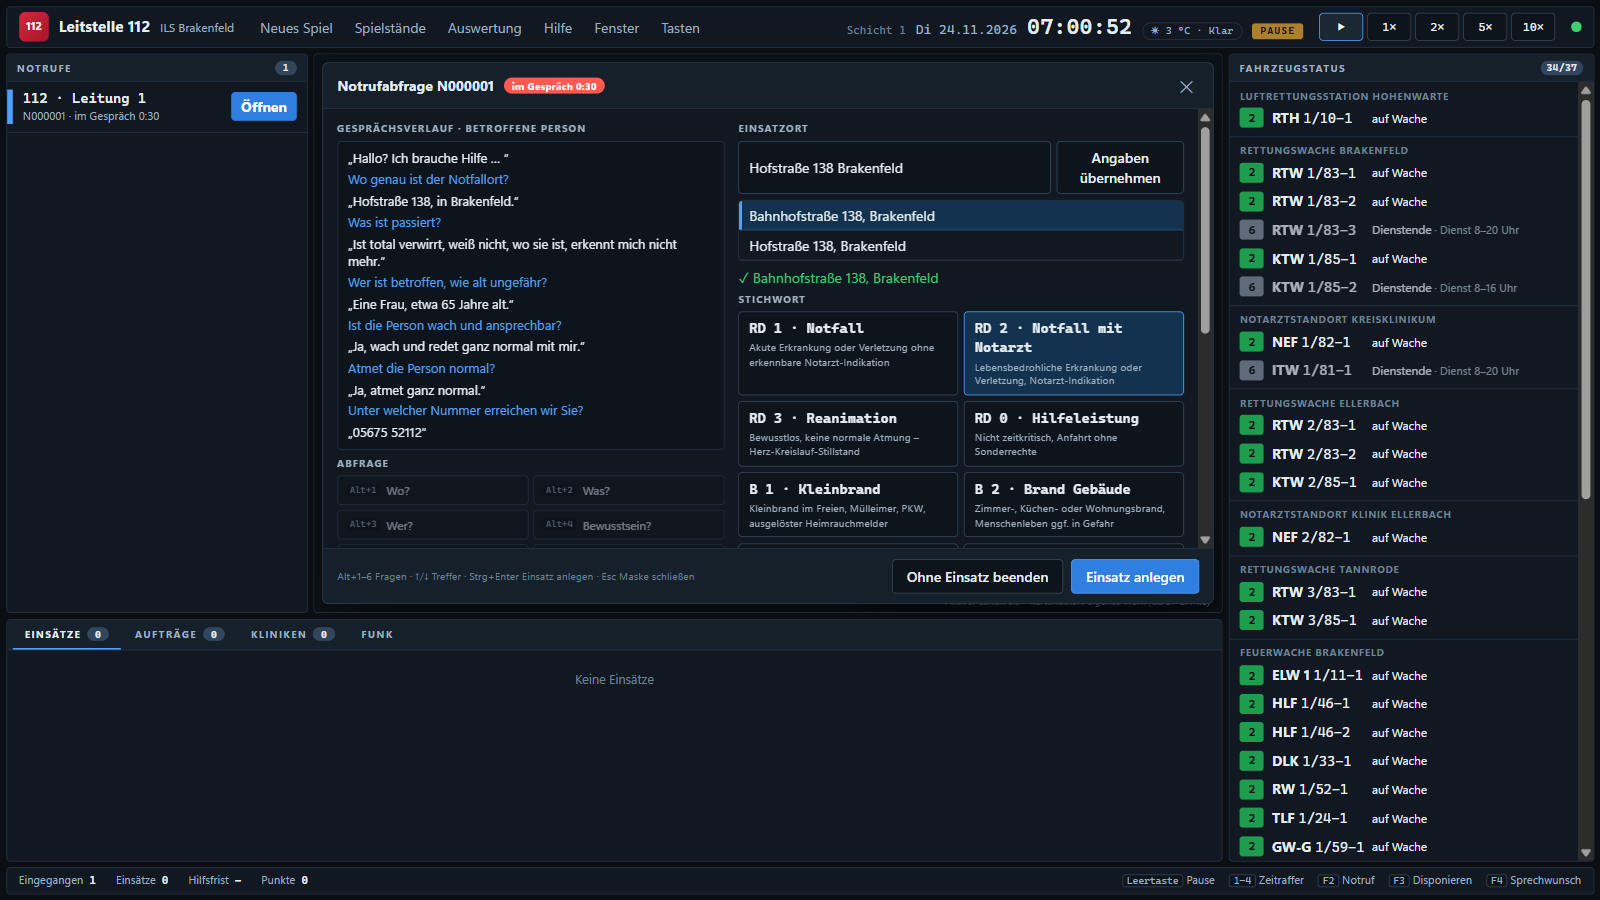 112 Leitstelle 112 ILS Brakenfeld Neues Spiel Spielstände Auswertung Hilfe Fenster Tasten Schicht 1 Di 24.11.2026 07:00:52 ☀ 3 °C · Klar PAUSE ▶ 1× 2× 5× 10×
NOTRUFE 1
112 · Leitung 1
N000001 · im Gespräch 0:30
Öffnen
Notrufabfrage N000001 im Gespräch 0:30
GESPRÄCHSVERLAUF · BETROFFENE PERSON
„Hallo? Ich brauche Hilfe … “
Wo genau ist der Notfallort?
„Hofstraße 138, in Brakenfeld.“
Was ist passiert?
„Ist total verwirrt, weiß nicht, wo sie ist, erkennt mich nicht
mehr.“
Wer ist betroffen, wie alt ungefähr?
„Eine Frau, etwa 65 Jahre alt.“
Ist die Person wach und ansprechbar?
„Ja, wach und redet ganz normal mit mir.“
Atmet die Person normal?
„Ja, atmet ganz normal.“
Unter welcher Nummer erreichen wir Sie?
„05675 52112“
ABFRAGE
Alt+1 Wo?
Alt+2 Was?
Alt+3 Wer?
Alt+4 Bewusstsein?
EINSATZORT
Hofstraße 138 Brakenfeld
Angaben
übernehmen
Bahnhofstraße 138, Brakenfeld
Hofstraße 138, Brakenfeld
✓ Bahnhofstraße 138, Brakenfeld
STICHWORT
RD 1 · Notfall
Akute Erkrankung oder Verletzung ohne
erkennbare Notarzt-Indikation
RD 2 · Notfall mit
Notarzt
Lebensbedrohliche Erkrankung oder
Verletzung, Notarzt-Indikation
RD 3 · Reanimation
Bewusstlos, keine normale Atmung –
Herz-Kreislauf-Stillstand
RD 0 · Hilfeleistung
Nicht zeitkritisch, Anfahrt ohne
Sonderrechte
B 1 · Kleinbrand
Kleinbrand im Freien, Mülleimer, PKW,
ausgelöster Heimrauchmelder
B 2 · Brand Gebäude
Zimmer-, Küchen- oder Wohnungsbrand,
Menschenleben ggf. in Gefahr
Alt+1–6 Fragen · ↑/↓ Treffer · Strg+Enter Einsatz anlegen · Esc Maske schließen
Ohne Einsatz beenden
Einsatz anlegen
EINSÄTZE 0 AUFTRÄGE 0 KLINIKEN 0 FUNK
Keine Einsätze
FAHRZEUGSTATUS 34/37
LUFTRETTUNGSSTATION HOHENWARTE
2 RTH 1/10–1 auf Wache
RETTUNGSWACHE BRAKENFELD
2 RTW 1/83–1 auf Wache
2 RTW 1/83–2 auf Wache
6 RTW 1/83–3 Dienstende · Dienst 8–20 Uhr
2 KTW 1/85–1 auf Wache
6 KTW 1/85–2 Dienstende · Dienst 8–16 Uhr
NOTARZTSTANDORT KREISKLINIKUM
2 NEF 1/82–1 auf Wache
6 ITW 1/81–1 Dienstende · Dienst 8–20 Uhr
RETTUNGSWACHE ELLERBACH
2 RTW 2/83–1 auf Wache
2 RTW 2/83–2 auf Wache
2 KTW 2/85–1 auf Wache
NOTARZTSTANDORT KLINIK ELLERBACH
2 NEF 2/82–1 auf Wache
RETTUNGSWACHE TANNRODE
2 RTW 3/83–1 auf Wache
2 KTW 3/85–1 auf Wache
FEUERWACHE BRAKENFELD
2 ELW 1 1/11–1 auf Wache
2 HLF 1/46–1 auf Wache
2 HLF 1/46–2 auf Wache
2 DLK 1/33–1 auf Wache
2 RW 1/52–1 auf Wache
2 TLF 1/24–1 auf Wache
2 GW-G 1/59–1 auf Wache
Eingegangen 1 Einsätze 0 Hilfsfrist – Punkte 0 Leertaste Pause 1–4 Zeitraffer F2 Notruf F3 Disponieren F4 Sprechwunsch